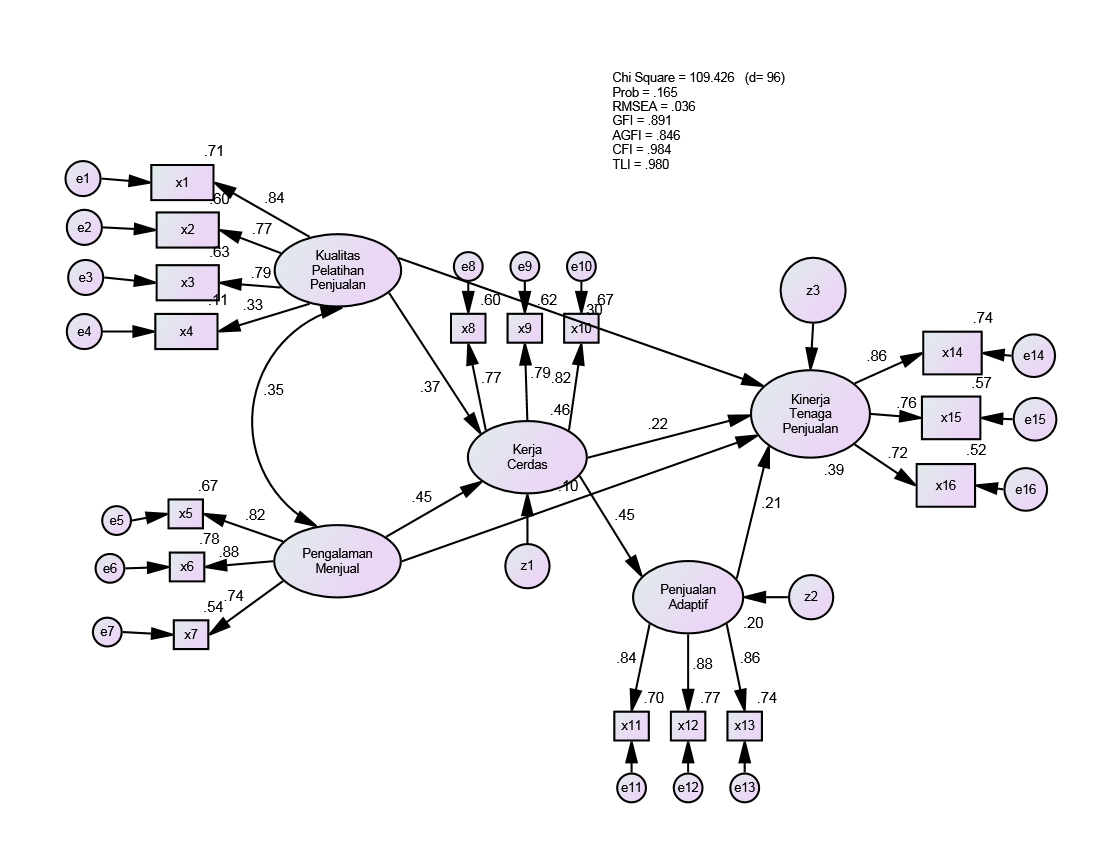 Chi Square = 109.426 (d= 96)
Prob = .165
RMSEA = .036
GFI = .891
AGFI = .846
CFI = .984
TLI = .980
.71
e1
x1
.84
.60
e2
x2
.77
.63
e3
x3
.79
.11
e4
x4
.33
Kualitas
Pelatihan
Penjualan
e8
e9
e10
.60
.62
.67
.30
x8
x9
x10
.77
.79
.82
z3
.74
.86
x14
e14
.57
.76
x15
e15
.52
.72
x16
e16
Kinerja
Tenaga
Penjualan
.39
.35
.37
.46
.22
Kerja
Cerdas
.10
.45
.45
.21
.67
e5
x5
.82
.78
e6
x6
.88
.54
.74
e7
x7
Pengalaman
Menjual
z1
Penjualan
Adaptif
z2
.20
.84
.88
.86
.70
.77
.74
x11
x12
x13
e11
e12
e13